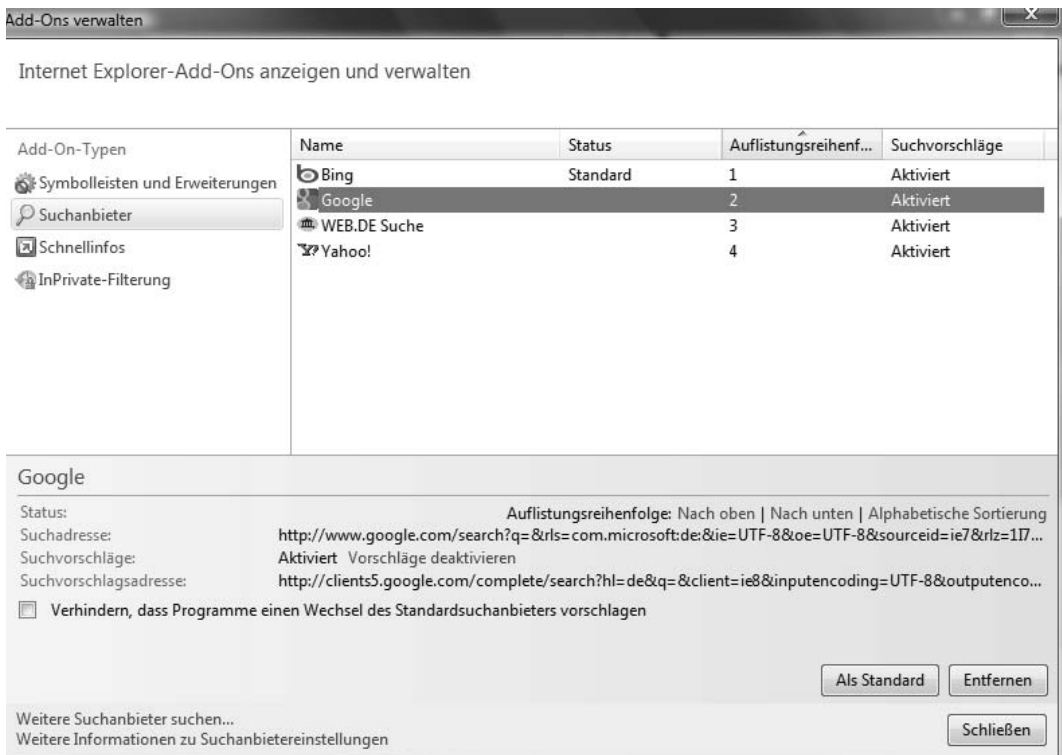 Add-Ons verwalten
X
Internet Explorer-Add-Ons anzeigen und verwalten
Add-On-Typen
Symbolleisten und Erweiterungen
Suchanbieter
Schnellinfos
InPrivate-Filterung
Name Status Auflistungsreihenf... Suchvorschläge
Bing Standard 1 Aktiviert
Google 2 Aktiviert
WEB.DE Suche 3 Aktiviert
Yahoo! 4 Aktiviert
Google
Status: Auflistungsreihenfolge: Nach oben | Nach unten | Alphabetische Sortierung
Suchadresse: http://www.google.com/search?q=&rls=com.microsoft:de:&ie=UTF-8&oe=UTF-8&sourceid=ie7&rlz=1I7...
Suchvorschläge: Aktiviert Vorschläge deaktivieren
Suchvorschlagsadresse: http://clients5.google.com/complete/search?hl=de&q=&client=ie8&inputencoding=UTF-8&outputenco...
Verhindern, dass Programme einen Wechsel des Standardsuchanbieters vorschlagen
Als Standard Entfernen
Weitere Suchanbieter suchen...
Weitere Informationen zu Suchanbietereinstellungen
Schließen